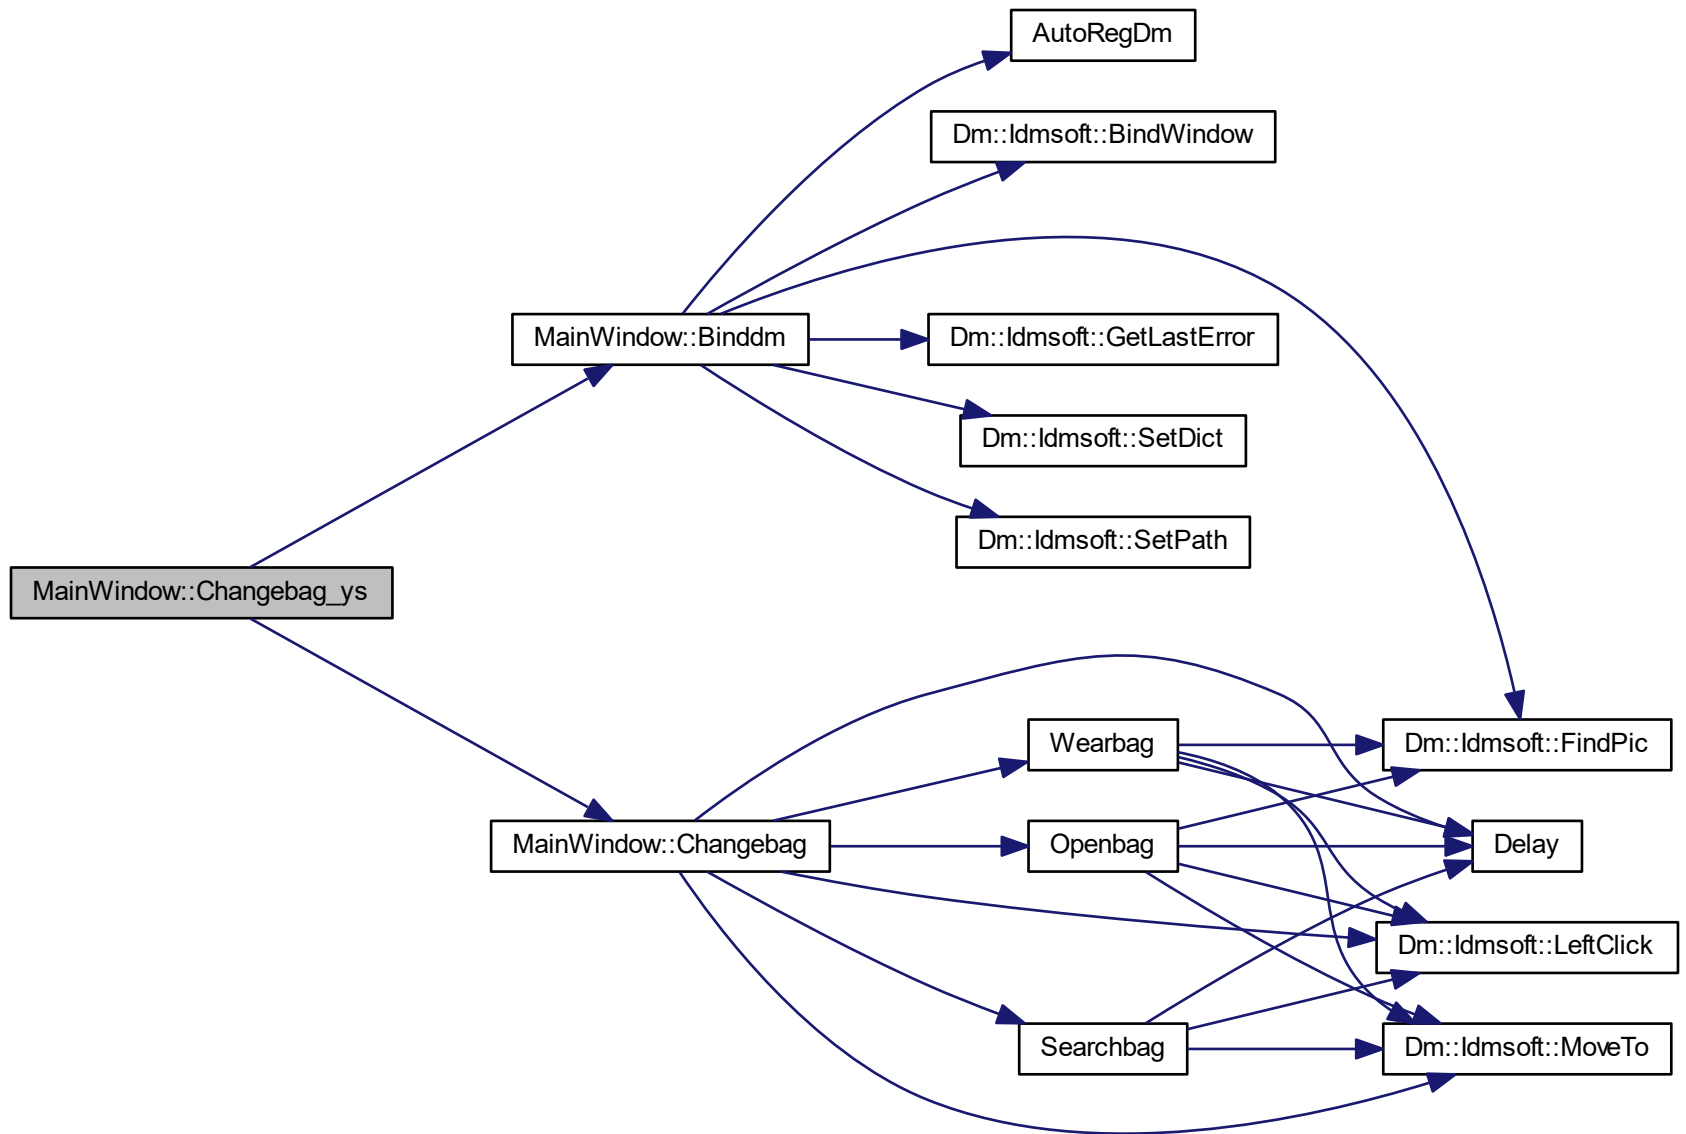 AutoRegDm
Dm::Idmsoft::BindWindow
MainWindow::Binddm
Dm::Idmsoft::GetLastError
Dm::Idmsoft::SetDict
Dm::Idmsoft::SetPath
MainWindow::Changebag_ys
Wearbag
Dm::Idmsoft::FindPic
MainWindow::Changebag
Openbag
Delay
Dm::Idmsoft::LeftClick
Searchbag
Dm::Idmsoft::MoveTo